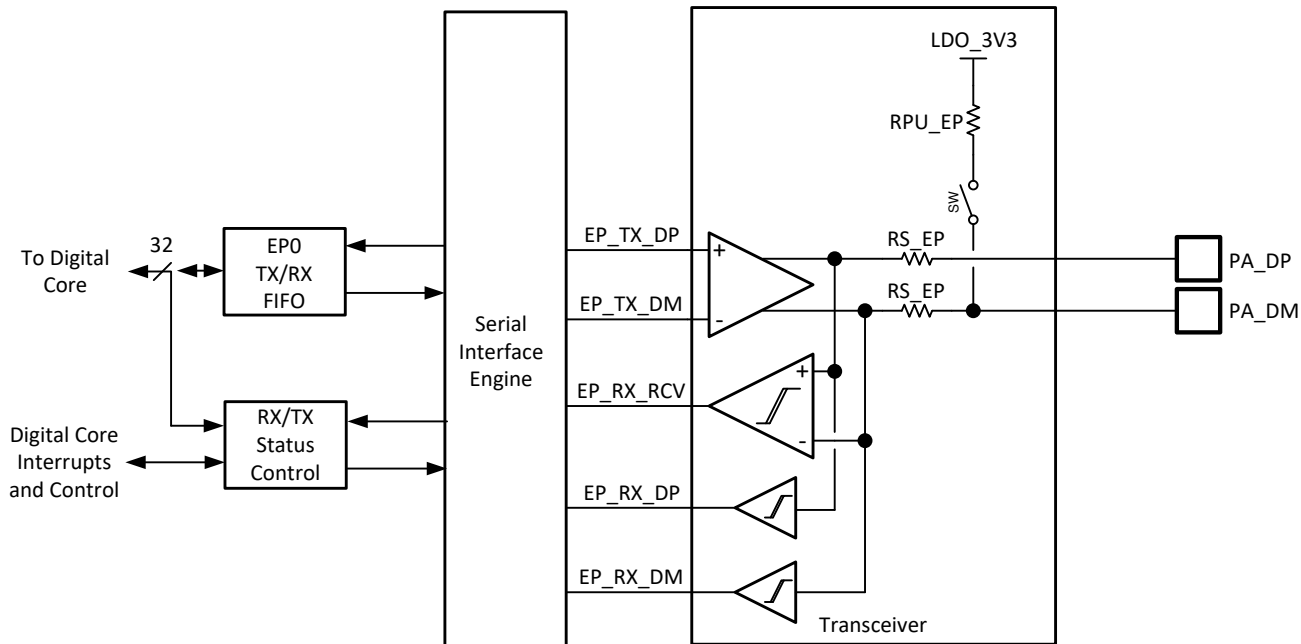 LDO_3V3
RPU_EP
SW
EP_TX_DP
RS_EP
32
EP0
TX/RX
FIFO
To Digital
Core
PA_DP
+
EP_TX_DM
RS_EP
PA_DM
-
Serial
Interface
Engine
EP_RX_RCV
+
-
RX/TX
Status
Control
Digital Core
Interrupts
and Control
EP_RX_DP
EP_RX_DM
Transceiver